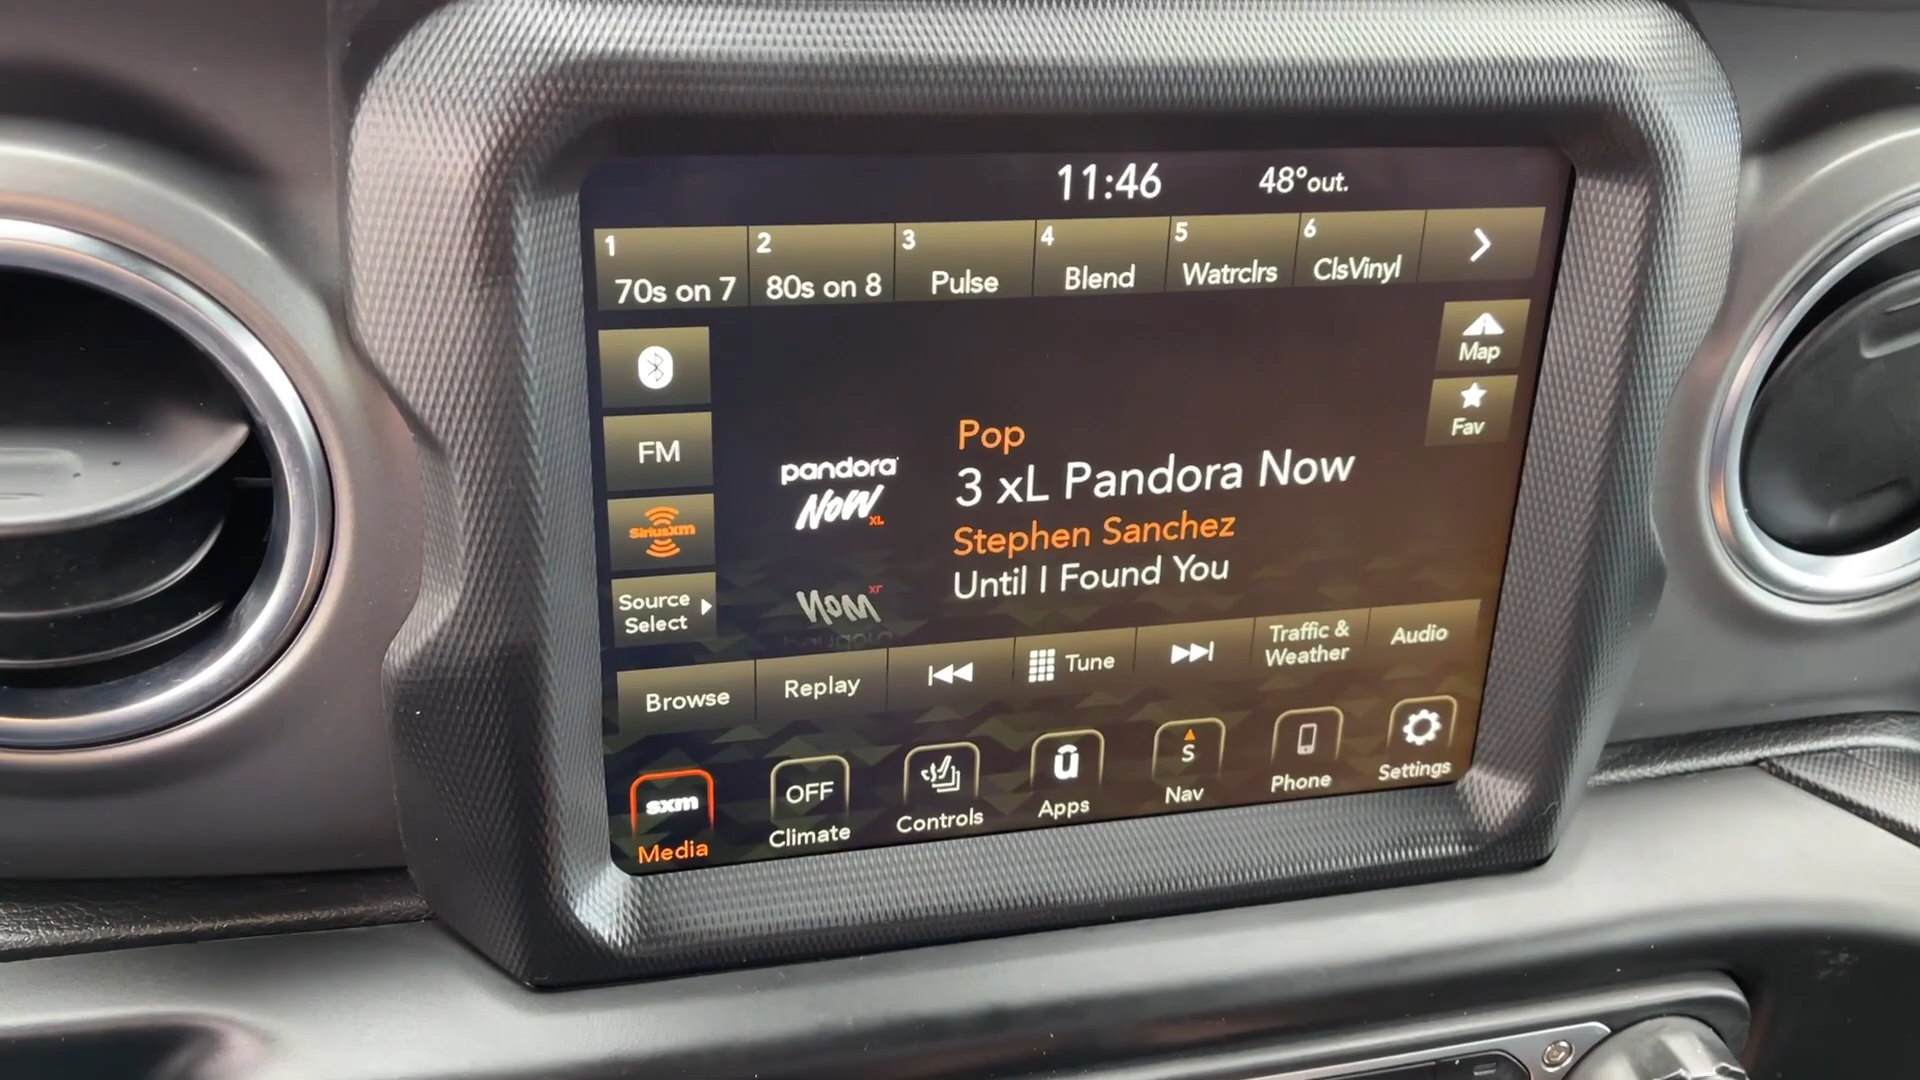 11:46 48°out.
1 70s on 7
2 80s on 8
3 Pulse
4 Blend
5 Watrclrs
6 ClsVinyl
Map
Fav
FM
SiriusXm
Source
Select
pandora
NOW
XL
Pop
3 xL Pandora Now
Stephen Sanchez
Until I Found You
Browse
Replay
Tune
Traffic &
Weather
Audio
sxm
Media
OFF
Climate
Controls
Apps
S
Nav
Phone
Settings